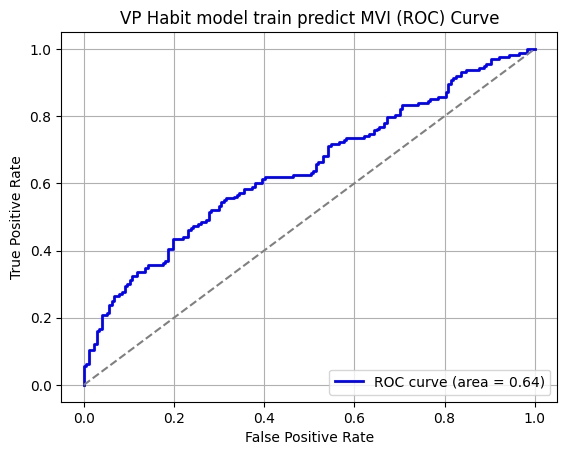 VP Habit model train predict MVI (ROC) Curve
True Positive Rate
1.0
0.8
0.6
0.4
0.2
0.0
ROC curve (area = 0.64)
0.0 0.2 0.4 0.6 0.8 1.0
False Positive Rate